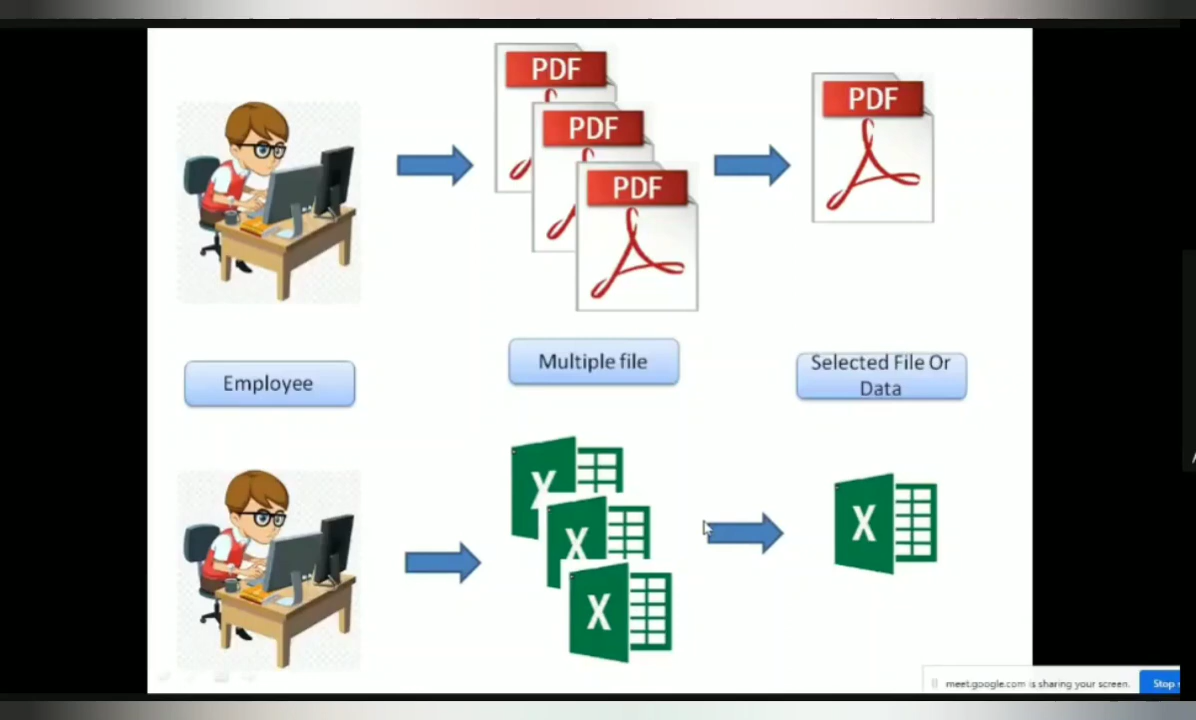 PDF
PDF
PDF
PDF
Employee
Multiple file
Selected File Or
Data
X
X
X
X
meet.google.com is sharing your screen.
Stop